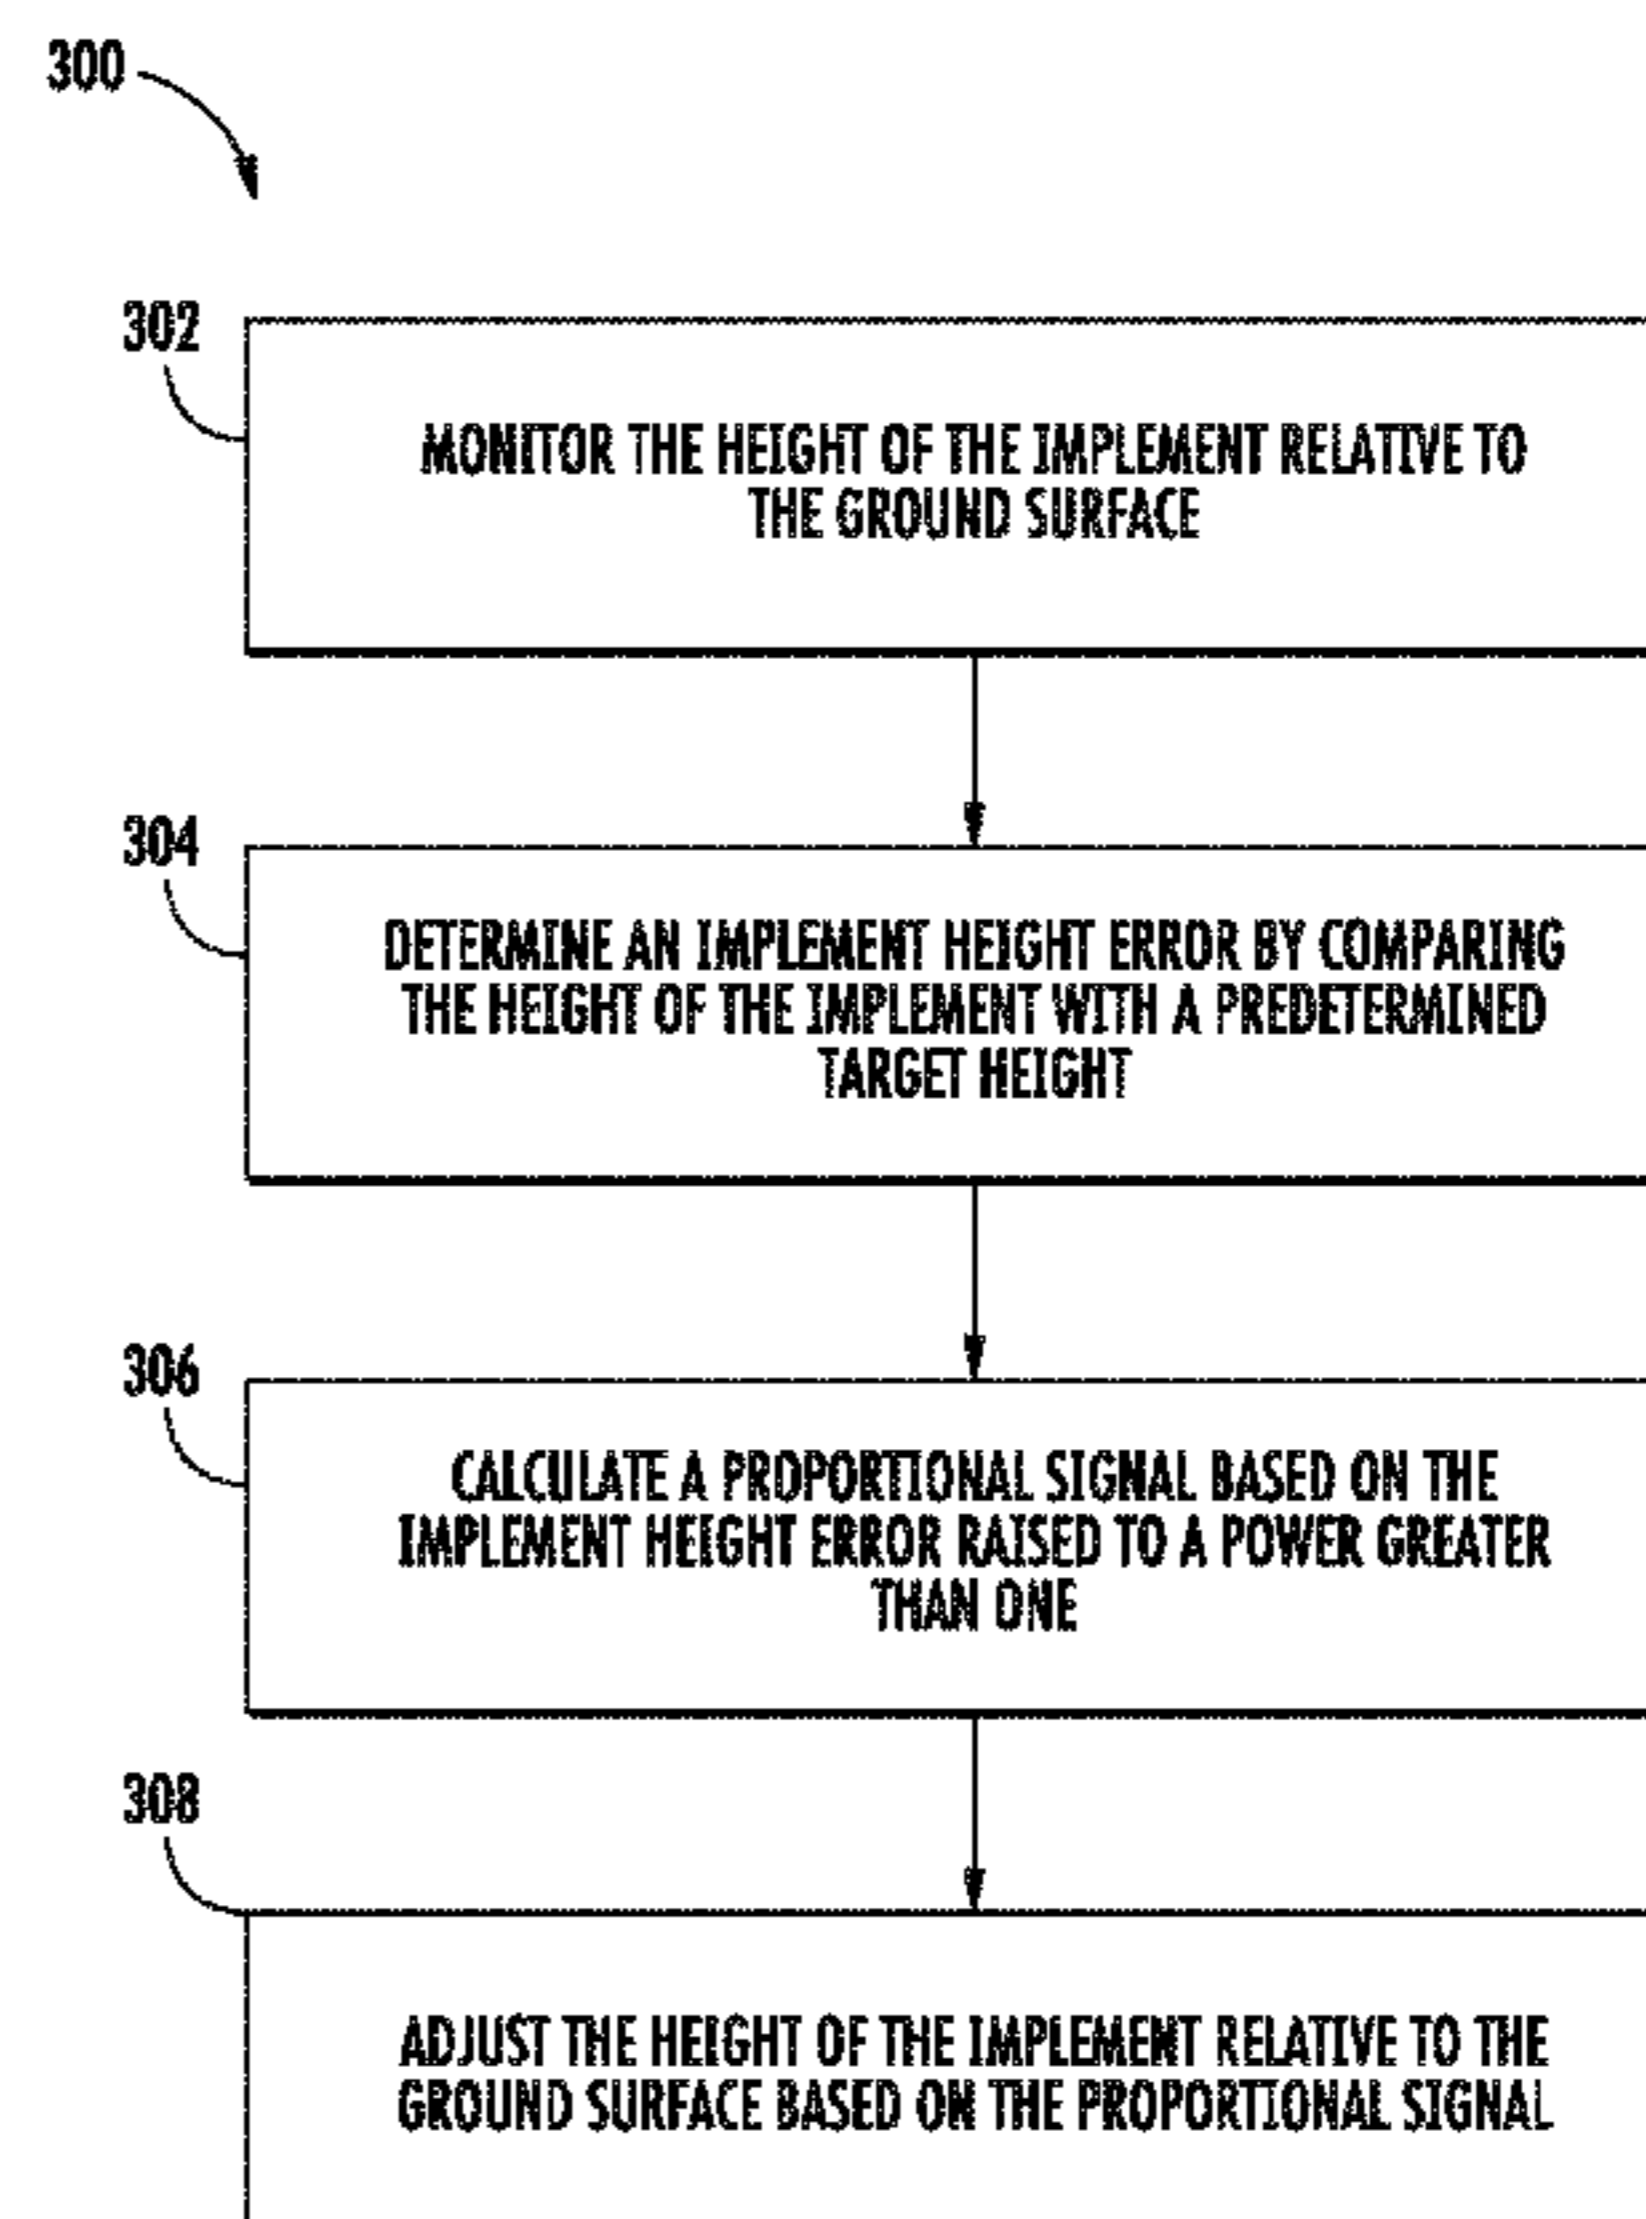 300
302
MONITOR THE HEIGHT OF THE IMPLEMENT RELATIVE TO
THE GROUND SURFACE
304
DETERMINE AN IMPLEMENT HEIGHT ERROR BY COMPARING
THE HEIGHT OF THE IMPLEMENT WITH A PREDETERMINED
TARGET HEIGHT
306
CALCULATE A PROPORTIONAL SIGNAL BASED ON THE
IMPLEMENT HEIGHT ERROR RAISED TO A POWER GREATER
THAN ONE
308
ADJUST THE HEIGHT OF THE IMPLEMENT RELATIVE TO THE
GROUND SURFACE BASED ON THE PROPORTIONAL SIGNAL